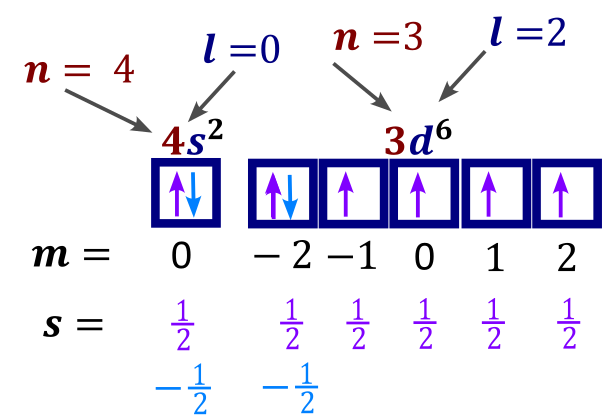 n = 4
l =0
n =3
l =2
4s²
3d⁶
m = 0 −2 −1 0 1 2
s = 1/2 1/2 1/2 1/2 1/2 1/2
−1/2 −1/2